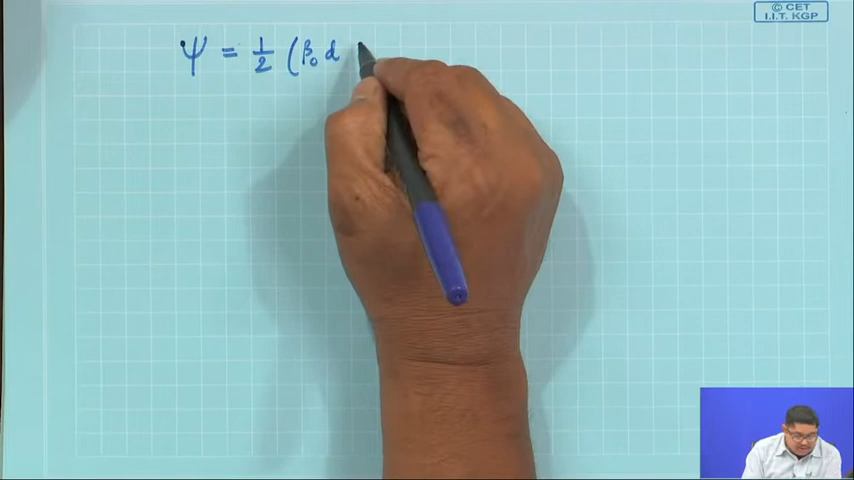 © CET
I.I.T. KGP
ψ = 1/2 (β₀ d